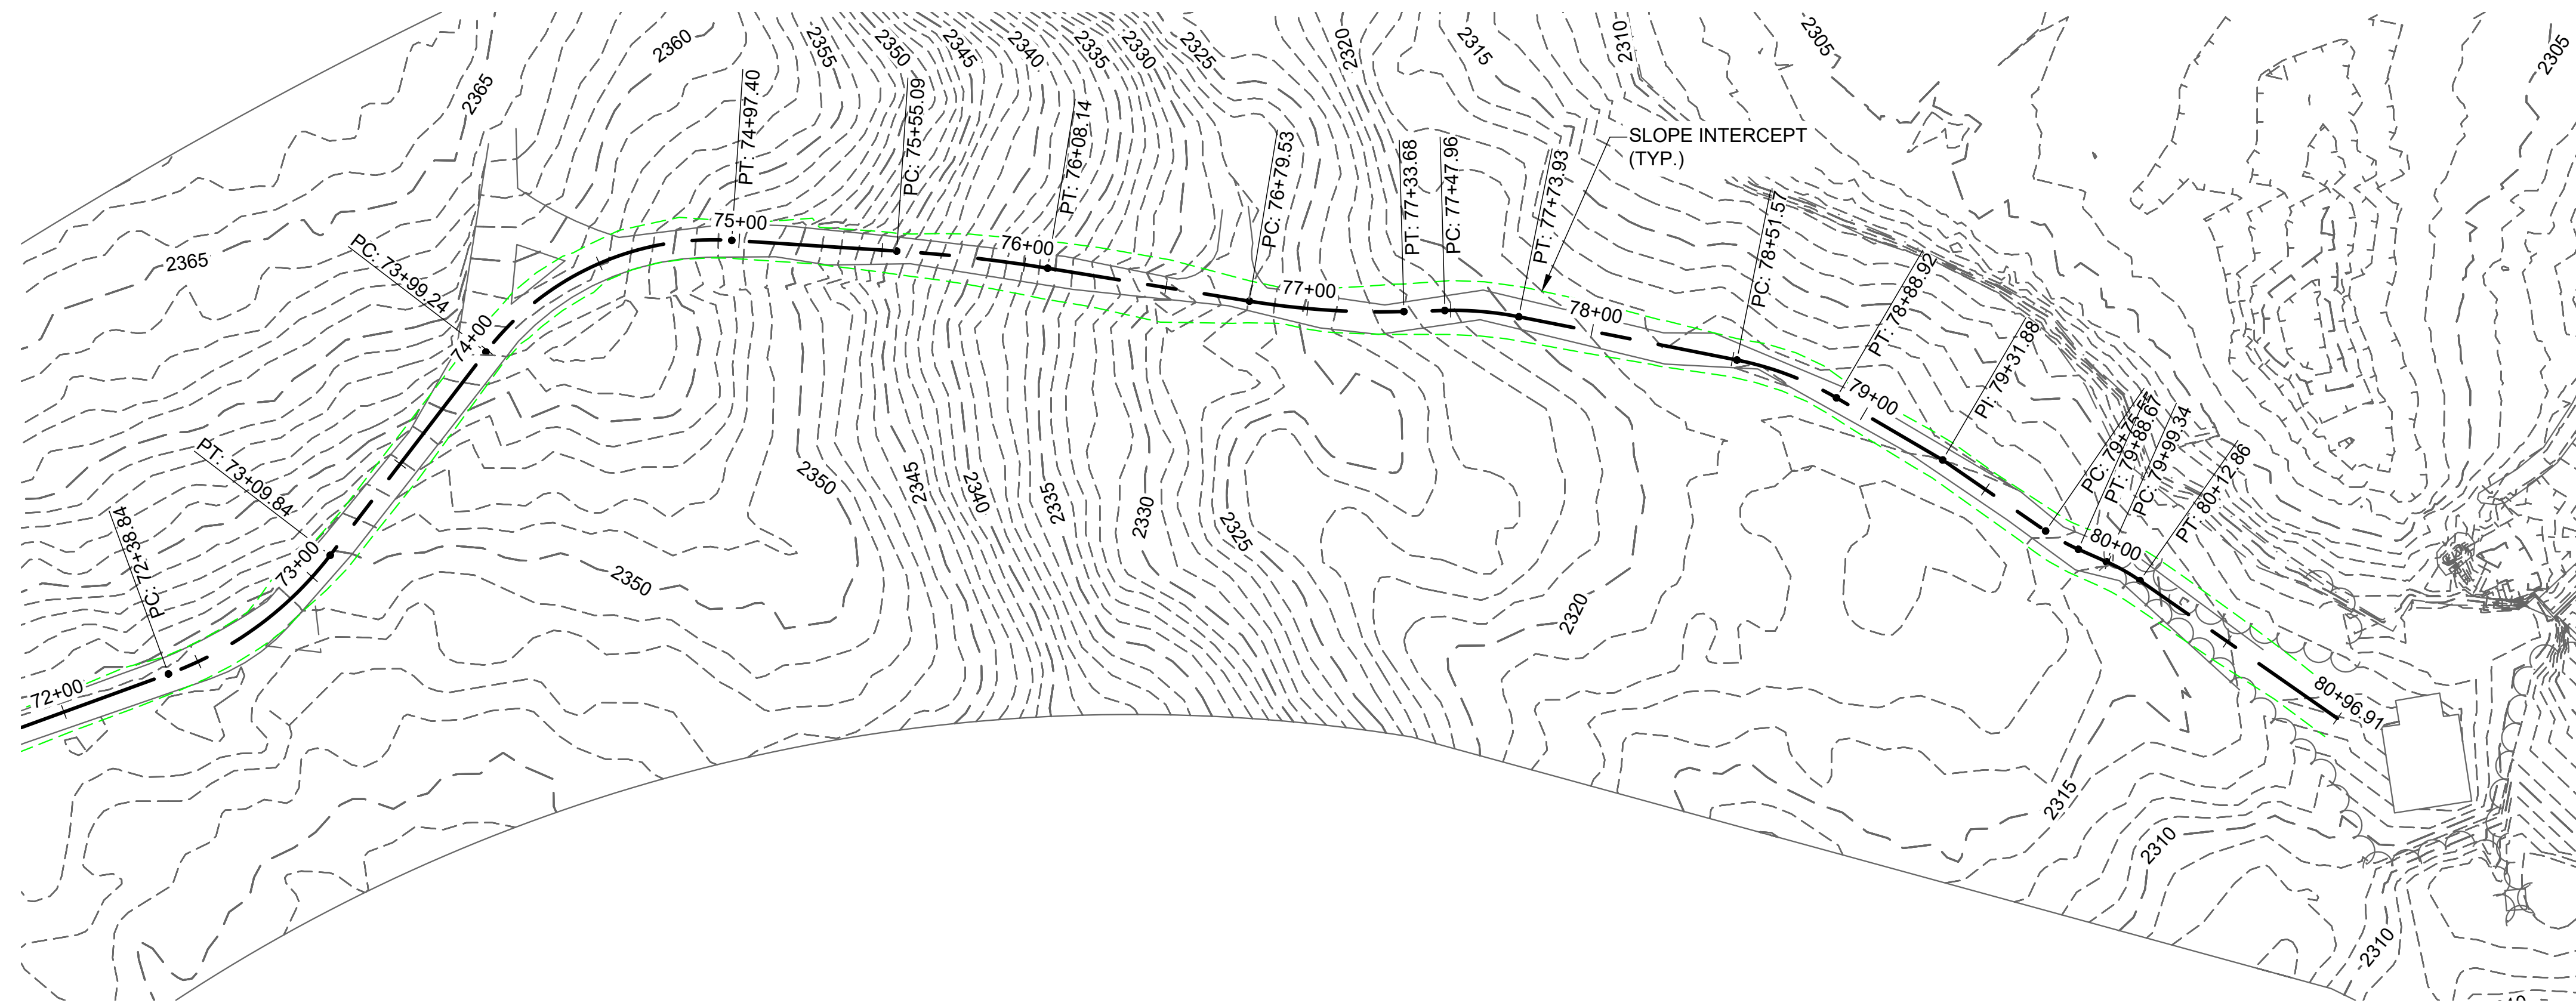 2365
2360
2355
2350
2345
2340
2335
2330
2325
2320
2315
2310
2305
2305
SLOPE INTERCEPT
(TYP.)
PT: 74+97.40
PC: 75+55.09
PT: 76+08.14
PC: 76+79.53
PT: 77+33.68
PC: 77+47.96
PT: 77+73.93
PC: 78+51.57
PT: 78+88.92
PI: 79+31.88
PC: 79+75.55
PT: 79+88.67
PC: 79+99.34
PT: 80+12.86
2365
PC: 73+99.24
PT: 73+09.84
PC: 72+38.84
72+00
73+00
74+00
75+00
76+00
77+00
78+00
79+00
80+00
80+96.91
2350
2345
2340
2335
2330
2325
2350
2320
2315
2310
2310